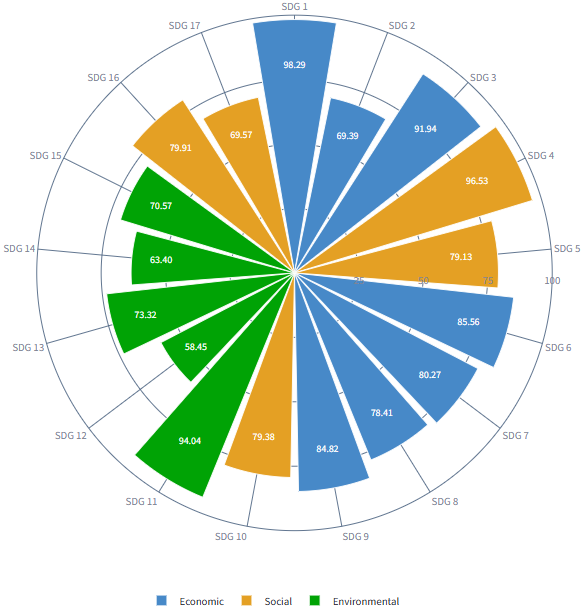 SDG 1
SDG 17
SDG 2
98.29
SDG 16
SDG 3
69.57
69.39
91.94
79.91
SDG 15
SDG 4
96.53
70.57
SDG 14
SDG 5
63.40
79.13
25
50
75
100
73.32
85.56
SDG 13
SDG 6
58.45
80.27
78.41
SDG 12
SDG 7
94.04
79.38
84.82
SDG 11
SDG 8
SDG 10
SDG 9
Economic Social Environmental